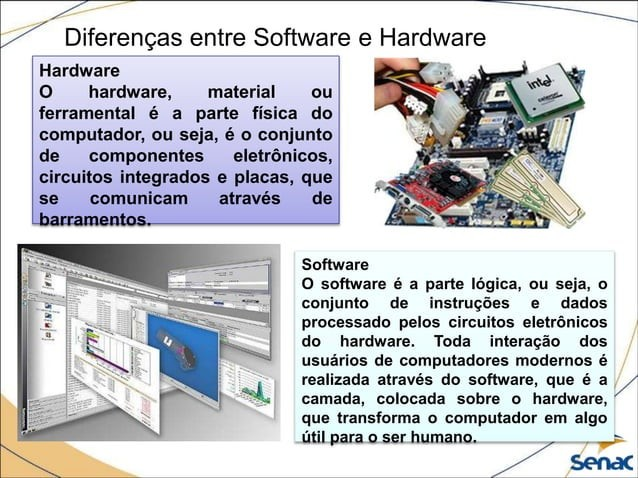 Diferenças entre Software e Hardware
Hardware
O hardware, material ou
ferramental é a parte física do
computador, ou seja, é o conjunto
de componentes eletrônicos,
circuitos integrados e placas, que
se comunicam através de
barramentos.
intel
Software
O software é a parte lógica, ou seja, o
conjunto de instruções e dados
processado pelos circuitos eletrônicos
do hardware. Toda interação dos
usuários de computadores modernos é
realizada através do software, que é a
camada, colocada sobre o hardware,
que transforma o computador em algo
útil para o ser humano.
Senac